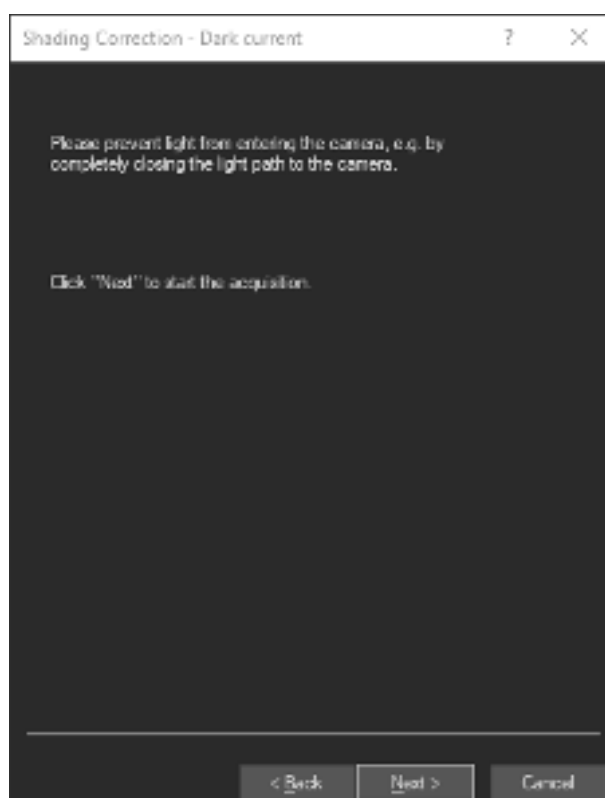 Shading Correction - Dark current ? ×
Please prevent light from entering the camera, e.g. by
completely closing the light path to the camera.
Click "Next" to start the acquisition.
< Back Next > Cancel